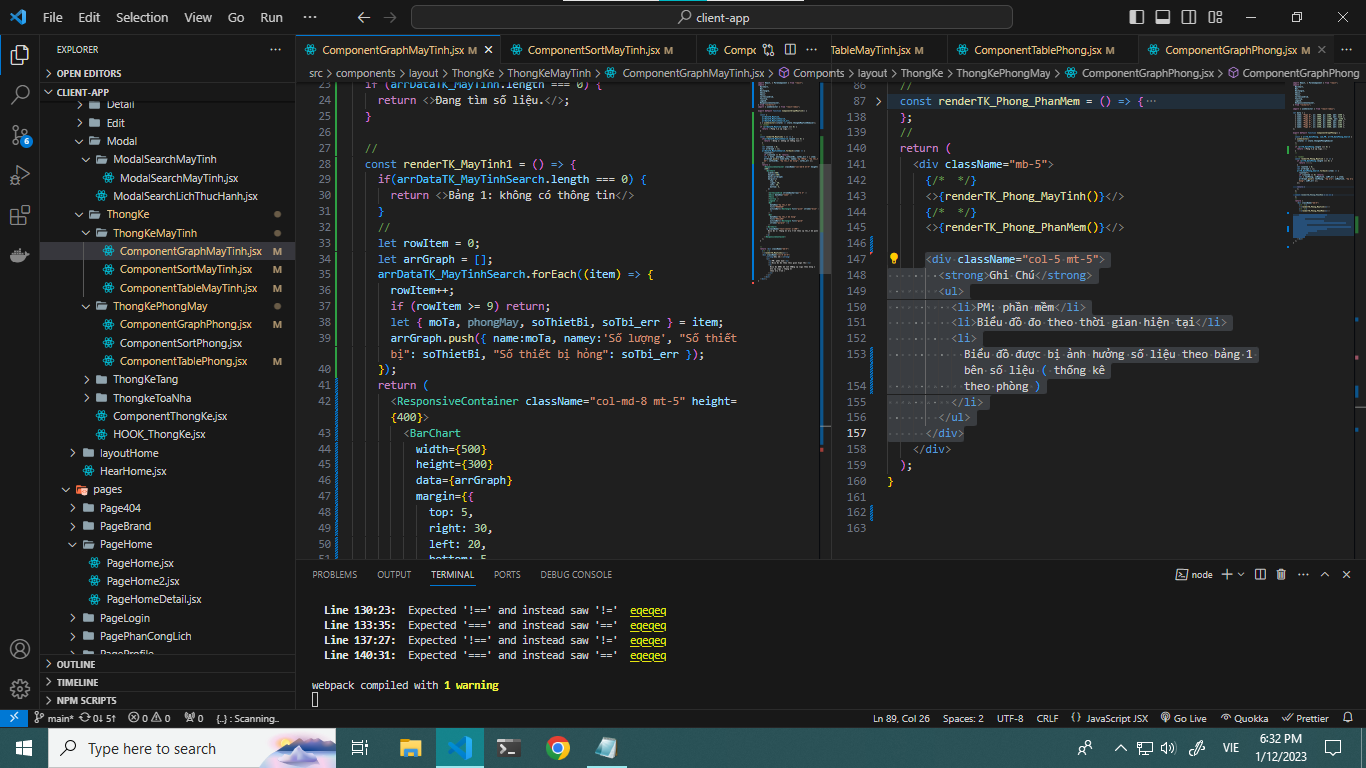 File Edit Selection View Go Run ···
client-app
EXPLORER
OPEN EDITORS
CLIENT-APP
Detail
Edit
Modal
ModalSearchMayTinh
ModalSearchMayTinh.jsx
ModalSearchLichThucHanh.jsx
ThongKe
ThongKeMayTinh
ComponentGraphMayTinh.jsx M
ComponentSortMayTinh.jsx M
ComponentTableMayTinh.jsx M
ThongKePhongMay
ComponentGraphPhong.jsx M
ComponentSortPhong.jsx M
ComponentTablePhong.jsx M
ThongKeTang
ThongkeToaNha
ComponentThongKe.jsx
HOOK_ThongKe.jsx
layoutHome
HearHome.jsx
pages
Page404
PageBrand
PageHome
PageHome.jsx
PageHome2.jsx
PageHomeDetail.jsx
PageLogin
PagePhanCongLich
PageProfile
OUTLINE
TIMELINE
NPM SCRIPTS
ComponentGraphMayTinh.jsx M
ComponentSortMayTinh.jsx M
Compo
src > components > layout > ThongKe > ThongKeMayTinh > ComponentGraphMayTinh.jsx > Compo
23 if (arrDataTK_MayTinh.length === 0) {
24 return <>Đang tìm số liệu.</>;
25 }
26
27 //
28 const renderTK_MayTinh1 = () => {
29 if(arrDataTK_MayTinhSearch.length === 0) {
30 return <>Bảng 1: không có thông tin</>
31 }
32 //
33 let rowItem = 0;
34 let arrGraph = [];
35 arrDataTK_MayTinhSearch.forEach((item) => {
36 rowItem++;
37 if (rowItem >= 9) return;
38 let { moTa, phongMay, soThietBi, soTbi_err } = item;
39 arrGraph.push({ name:moTa, namey:'Số lượng', "Số thiết
bị": soThietBi, "Số thiết bị hỏng": soTbi_err });
40 });
41 return (
42 <ResponsiveContainer className="col-md-8 mt-5" height=
{400}>
43 <BarChart
44 width={500}
45 height={300}
46 data={arrGraph}
47 margin={{
48 top: 5,
49 right: 30,
50 left: 20,
51 bottom: 5
TableMayTinh.jsx M
ComponentTablePhong.jsx M
ComponentGraphPhong.jsx M
nts > layout > ThongKe > ThongKePhongMay > ComponentGraphPhong.jsx > ComponentGraphPhong
86 //
87 const renderTK_Phong_PhanMem = () => { ···
138 };
139 //
140 return (
141 <div className="mb-5">
142 {/* */}
143 <>{renderTK_Phong_MayTinh()}</>
144 {/* */}
145 <>{renderTK_Phong_PhanMem()}</>
146
147 <div className="col-5 mt-5">
148 <strong>Ghi Chú</strong>
149 <ul>
150 <li>PM: phần mềm</li>
151 <li>Biểu đồ đo theo thời gian hiện tại</li>
152 <li>
153 Biểu đồ được bị ảnh hưởng số liệu theo bảng 1
bên số liệu ( thống kê
154 theo phòng )
155 </li>
156 </ul>
157 </div>
158 </div>
159 );
160 }
161
162
163
PROBLEMS OUTPUT TERMINAL PORTS DEBUG CONSOLE
node
Line 130:23: Expected '!==' and instead saw '!=' eqeqeq
Line 133:35: Expected '===' and instead saw '==' eqeqeq
Line 137:27: Expected '!==' and instead saw '!=' eqeqeq
Line 140:31: Expected '===' and instead saw '==' eqeqeq
webpack compiled with 1 warning
main* 0↓ 5↑ 0 0 0 {..} : Scanning..
Ln 89, Col 26 Spaces: 2 UTF-8 CRLF {} JavaScript JSX Go Live Quokka Prettier
Type here to search
VIE
6:32 PM
1/12/2023